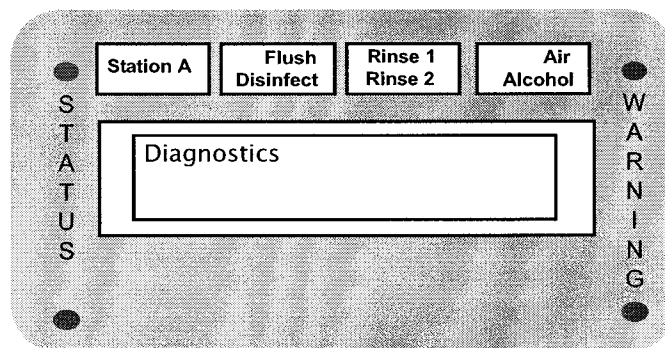 Station A
Flush
Disinfect
Rinse 1
Rinse 2
Air
Alcohol
STATUS
Diagnostics
WARNING